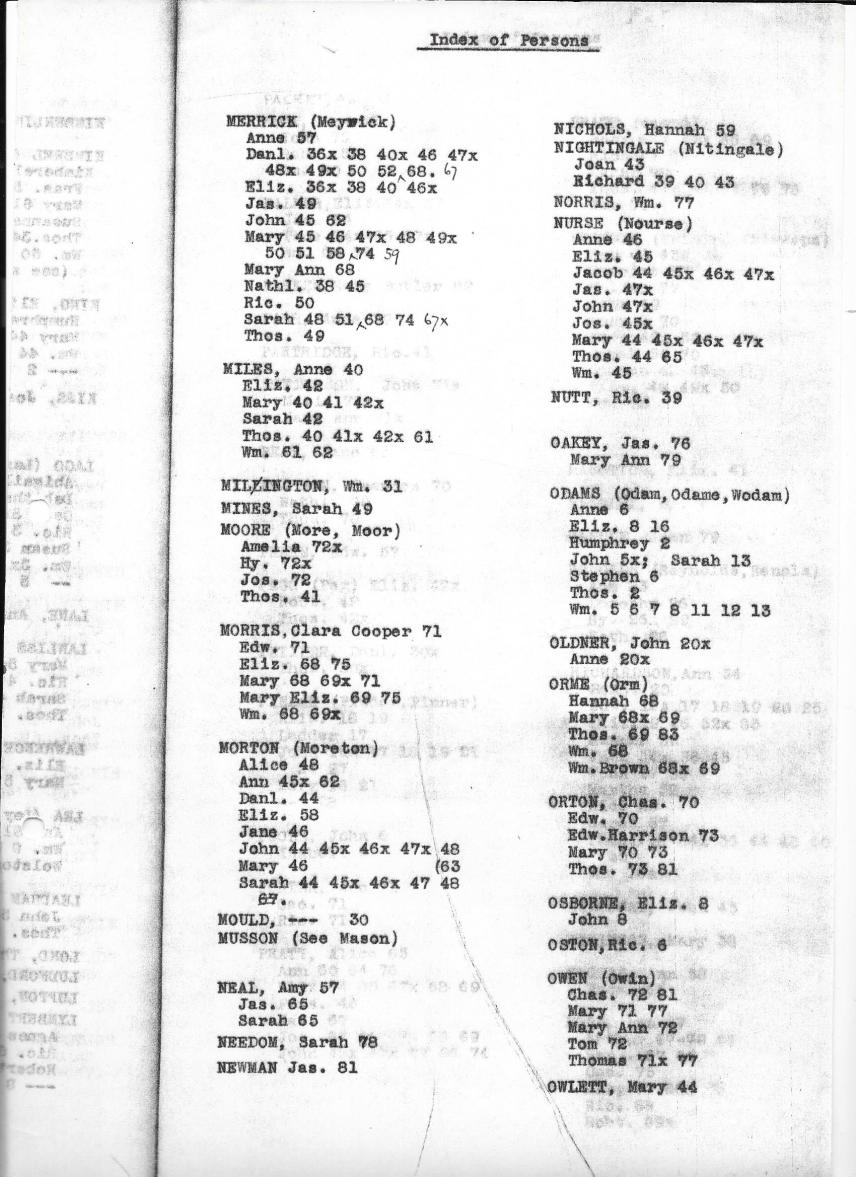 Index of Persons
MERRICK (Meyrick)
Anne 57
Danl. 36x 38 40x 46 47x
48x 49x 50 52 68. 67
Eliz. 36x 38 40 46x
Jas. 49
John 45 62
Mary 45 46 47x 48 49x
50 51 58 74 59
Mary Ann 68
Nathl. 38 45
Ric. 50
Sarah 48 51 68 74 67x
Thos. 49
MILES, Anne 40
Eliz. 42
Mary 40 41 42x
Sarah 42
Thos. 40 41x 42x 61
Wm. 61 62
MILLINGTON, Wm. 31
MINES, Sarah 49
MOORE (More, Moor)
Amelia 72x
Hy. 72x
Jos. 72
Thos. 41
MORRIS, Clara Cooper 71
Edw. 71
Eliz. 68 75
Mary 68 69x 71
Mary Eliz. 69 75
Wm. 68 69x
MORTON (Moreton)
Alice 48
Ann 45x 62
Danl. 44
Eliz. 58
Jane 46
John 44 45x 46x 47x 48
Mary 46 (63
Sarah 44 45x 46x 47 48
MOULD, --- 30
MUSSON (See Mason)
NEAL, Amy 57
Jas. 65
Sarah 65
NEEDOM, Sarah 78
NEWMAN Jas. 81
NICHOLS, Hannah 59
NIGHTINGALE (Nitingale)
Joan 43
Richard 39 40 43
NORRIS, Wm. 77
NURSE (Nourse)
Anne 46
Eliz. 45
Jacob 44 45x 46x 47x
Jas. 47x
John 47x
Jos. 45x
Mary 44 45x 46x 47x
Thos. 44 65
Wm. 45
NUTT, Ric. 39
OAKEY, Jas. 76
Mary Ann 79
ODAMS (Odam, Odame, Wodam)
Anne 6
Eliz. 8 16
Humphrey 2
John 5x; Sarah 13
Stephen 6
Thos. 2
Wm. 5 6 7 8 11 12 13
OLDNER, John 20x
Anne 20x
ORME (Orm)
Hannah 68
Mary 68x 69
Thos. 69 83
Wm. 68
Wm. Brown 68x 69
ORTON, Chas. 70
Edw. 70
Edw. Harrison 73
Mary 70 73
Thos. 73 81
OSBORNE, Eliz. 8
John 8
OSTON, Ric. 6
OWEN (Owin)
Chas. 72 81
Mary 71 77
Mary Ann 72
Tom 72
Thomas 71x 77
OWLETT, Mary 44